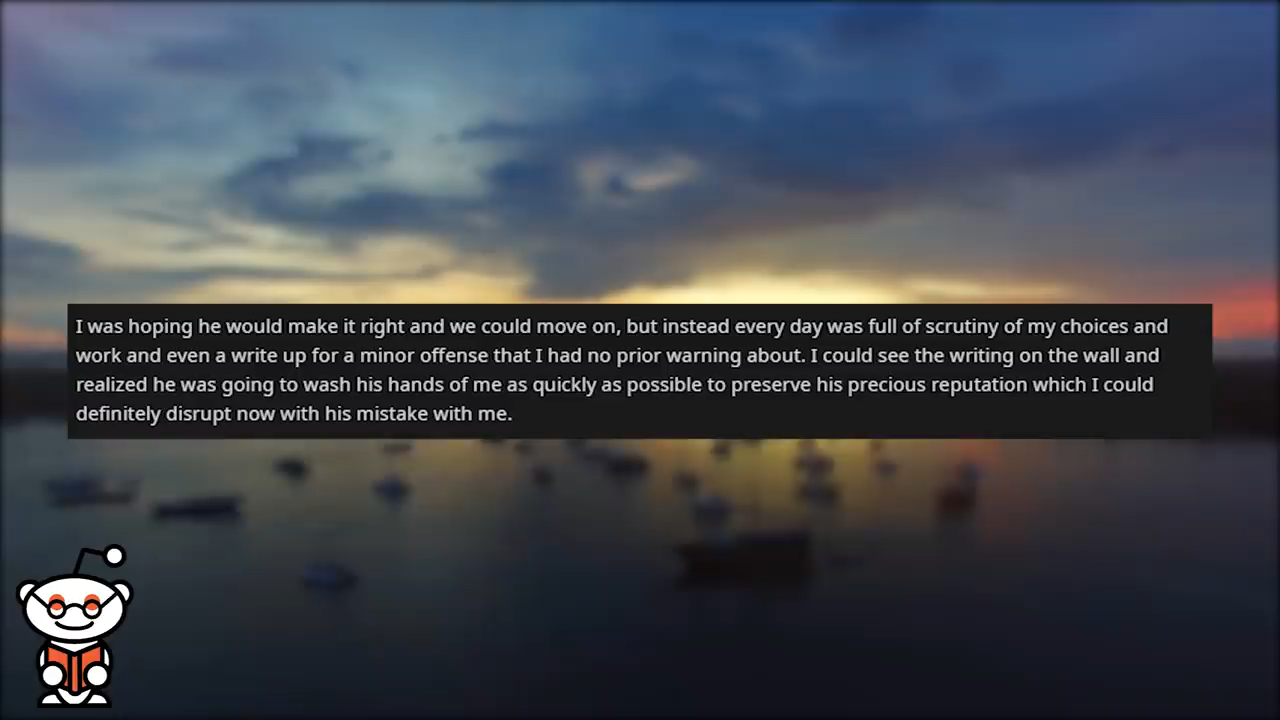 I was hoping he would make it right and we could move on, but instead every day was full of scrutiny of my choices and
work and even a write up for a minor offense that I had no prior warning about. I could see the writing on the wall and
realized he was going to wash his hands of me as quickly as possible to preserve his precious reputation which I could
definitely disrupt now with his mistake with me.